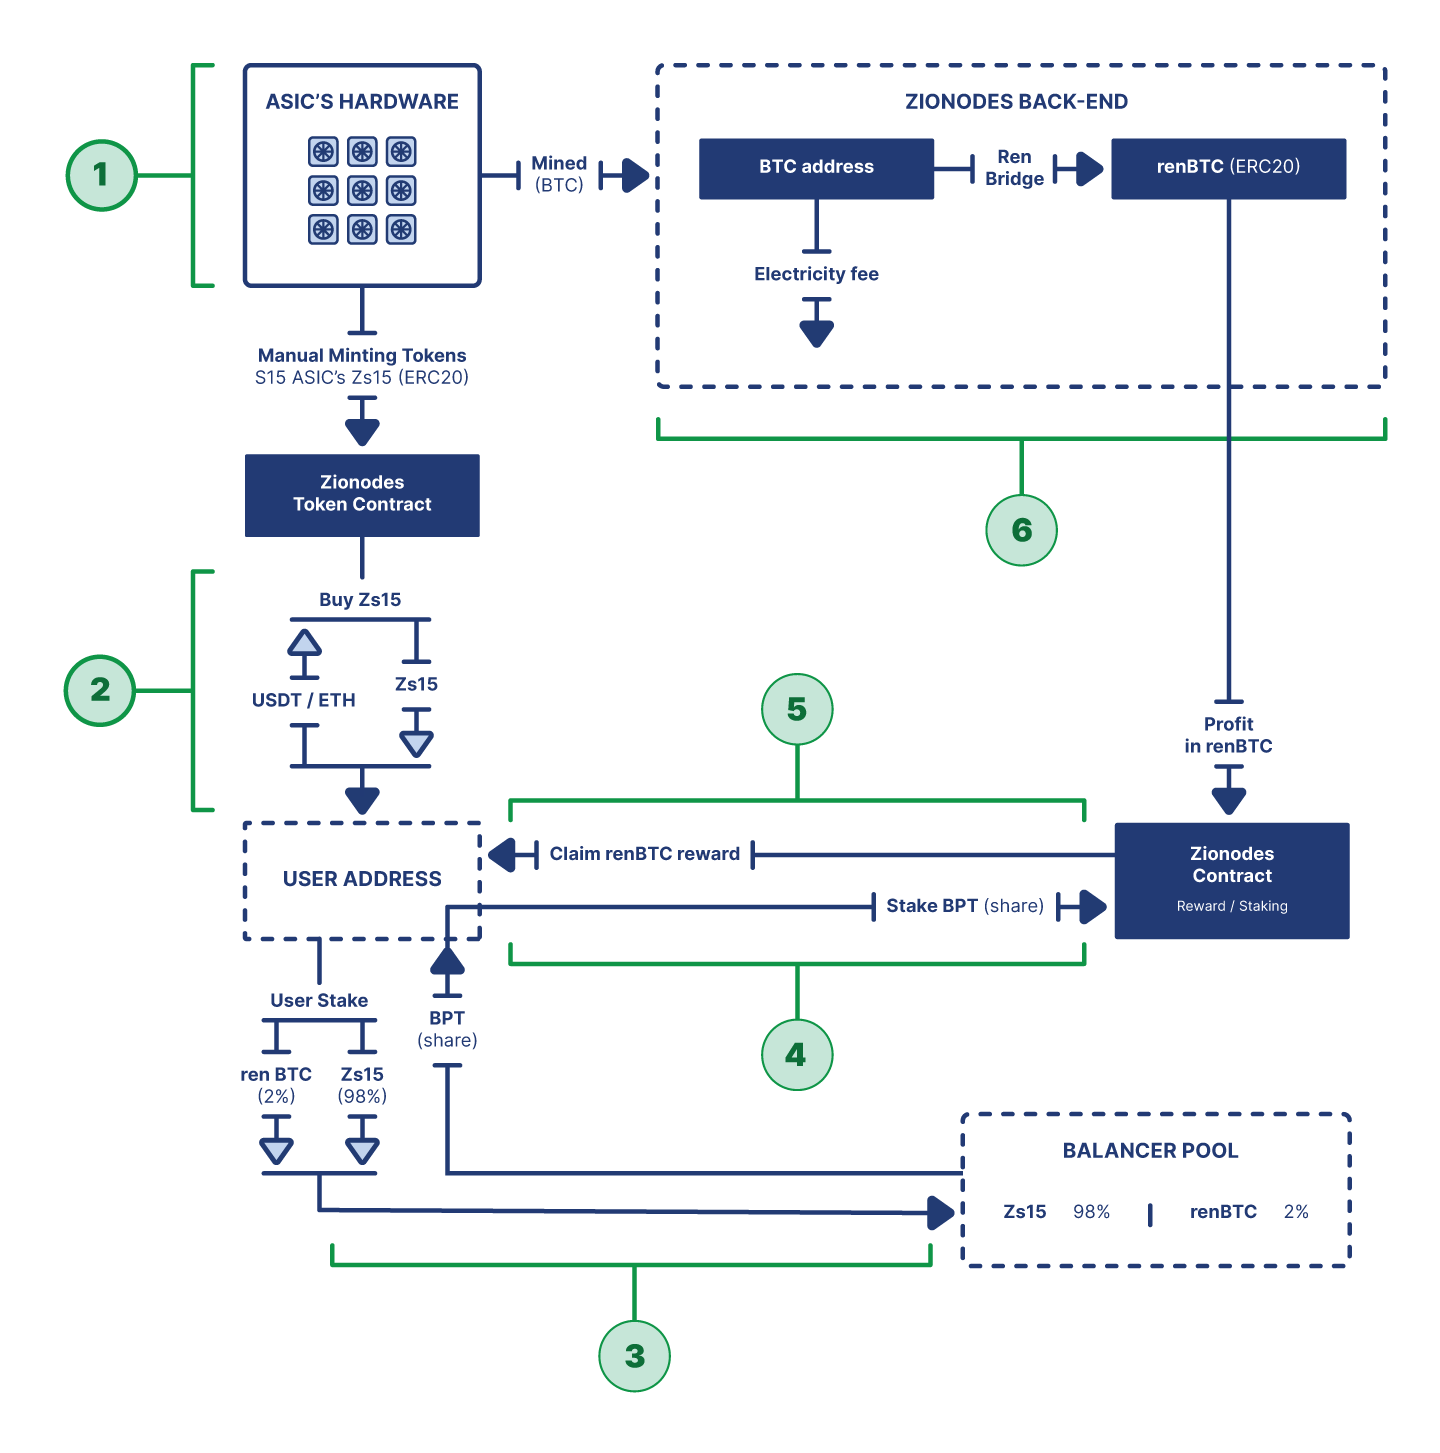 1
ASIC’S HARDWARE
Mined
(BTC)
ZIONODES BACK-END
BTC address
Ren
Bridge
renBTC (ERC20)
Electricity fee
Manual Minting Tokens
S15 ASIC’s Zs15 (ERC20)
Zionodes
Token Contract
6
2
Buy Zs15
USDT / ETH
Zs15
5
Profit
in renBTC
USER ADDRESS
Claim renBTC reward
Stake BPT (share)
Zionodes
Contract
Reward / Staking
4
User Stake
ren BTC
(2%)
Zs15
(98%)
BPT
(share)
BALANCER POOL
Zs15 98% | renBTC 2%
3